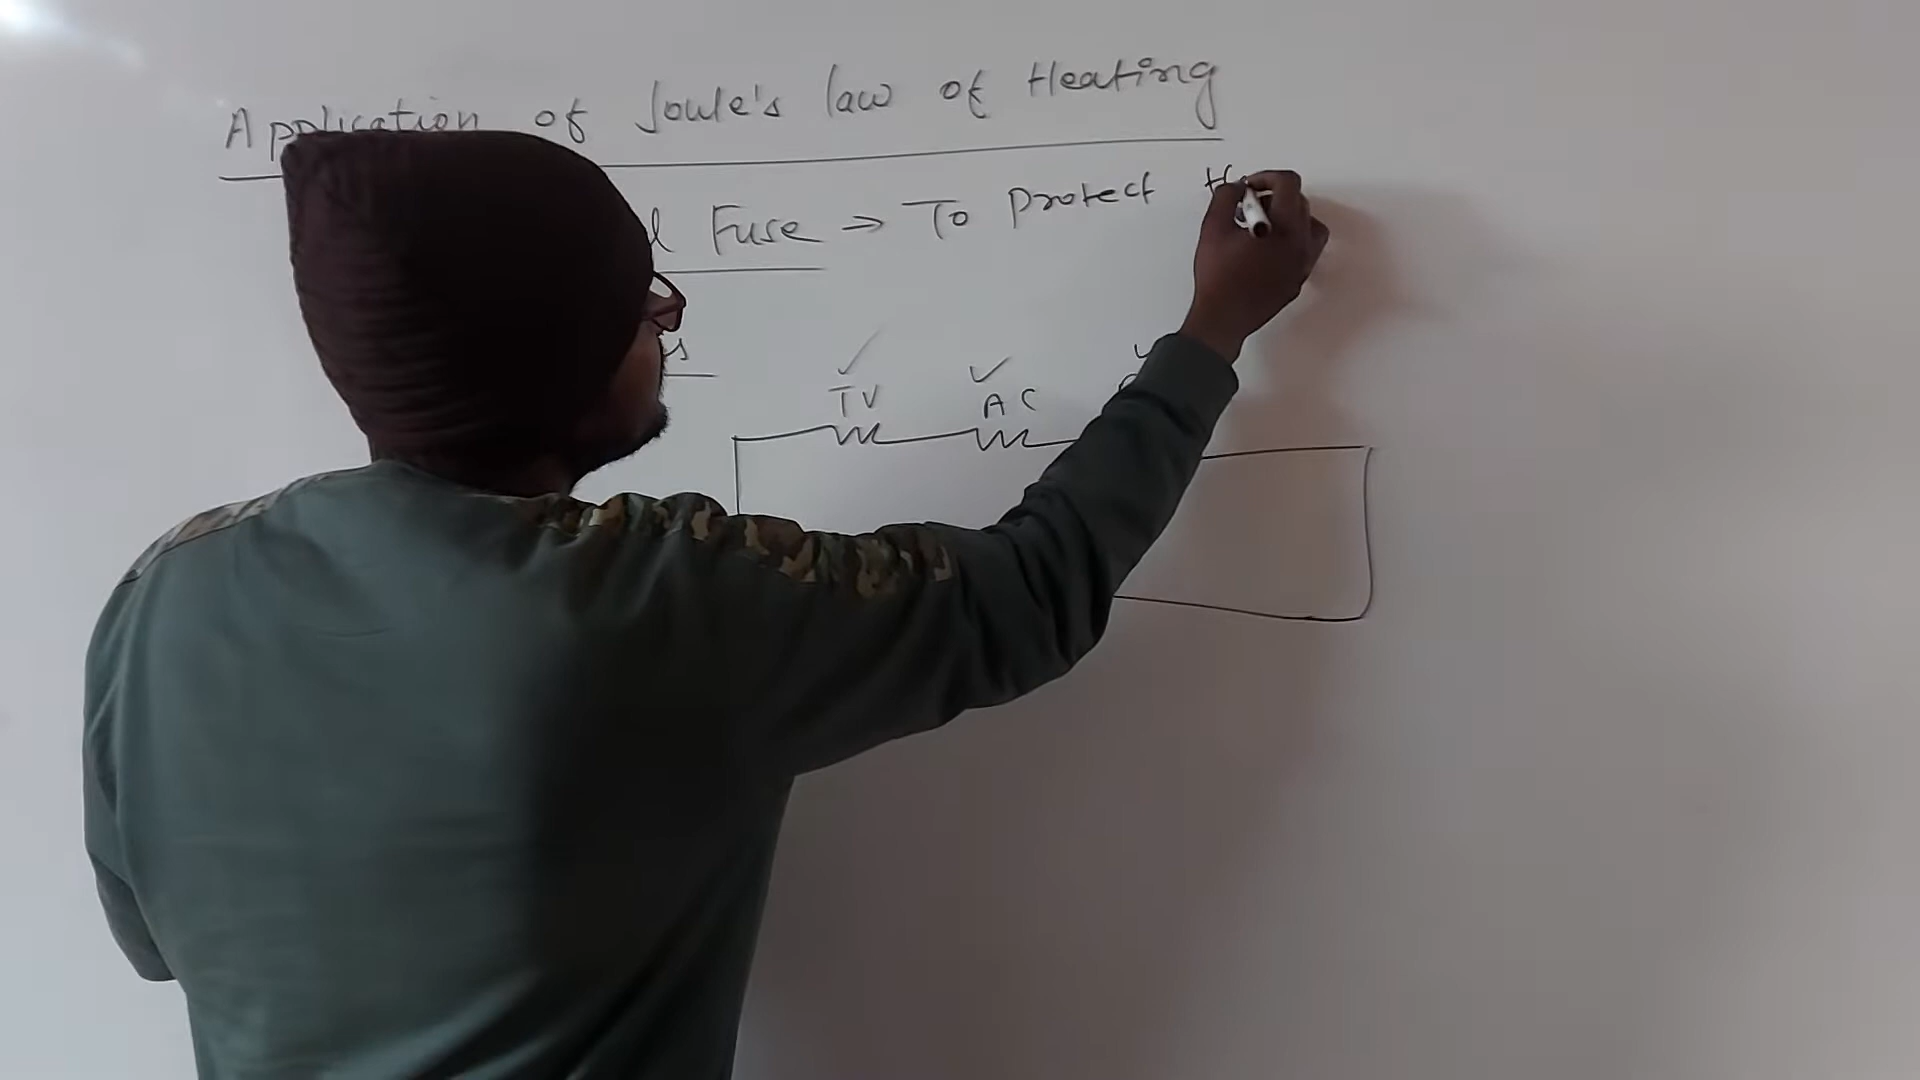 Application of Joule's law of Heating
Fuse → To Protect
TV AC